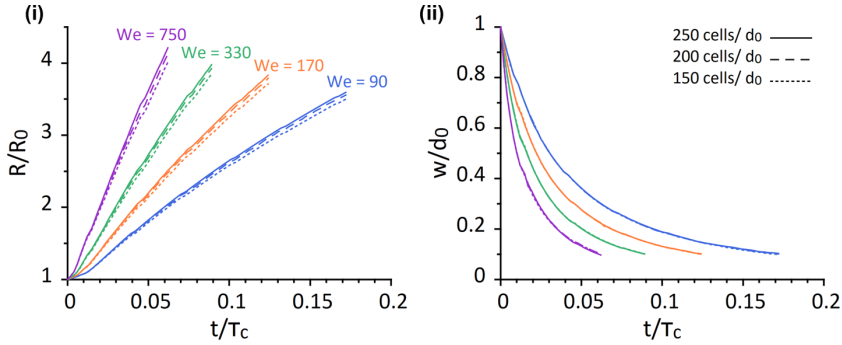 (i)
We = 750
We = 330
We = 170
We = 90
R/R0
4
3
2
1
0
0.05
0.1
0.15
0.2
t/τc
(ii)
250 cells/ d0
200 cells/ d0
150 cells/ d0
w/d0
1
0.8
0.6
0.4
0.2
0
0
0.05
0.1
0.15
0.2
t/τc